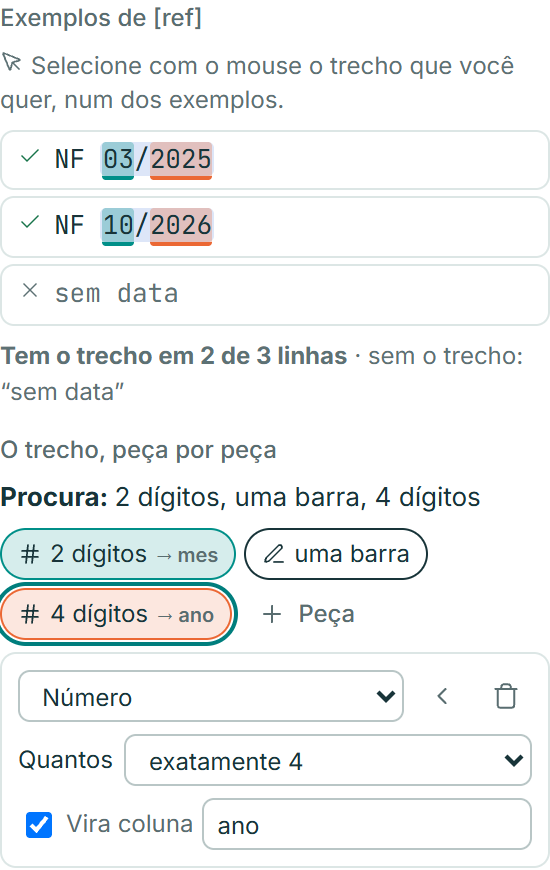 Exemplos de [ref]
Selecione com o mouse o trecho que você
quer, num dos exemplos.
NF 03/2025
NF 10/2026
sem data
Tem o trecho em 2 de 3 linhas · sem o trecho:
“sem data”
O trecho, peça por peça
Procura: 2 dígitos, uma barra, 4 dígitos
# 2 dígitos → mes
uma barra
# 4 dígitos → ano
+ Peça
Número
Quantos
exatamente 4
Vira coluna
ano